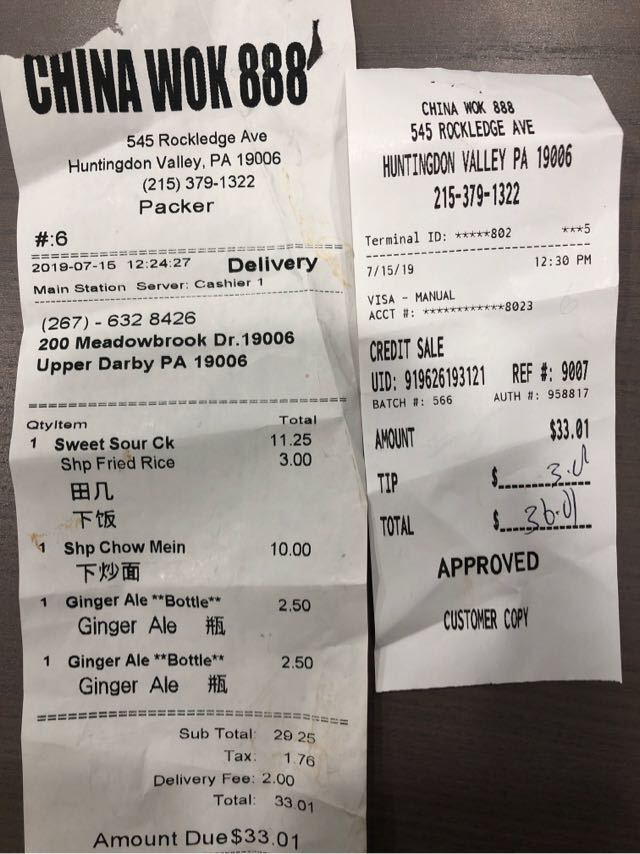 CHINA WOK 888
545 Rockledge Ave
Huntingdon Valley, PA 19006
(215) 379-1322
Packer
#:6
2019-07-15 12:24:27 Delivery
Main Station Server: Cashier 1
(267) - 632 8426
200 Meadowbrook Dr.19006
Upper Darby PA 19006
Qty Item Total
1 Sweet Sour Ck 11.25
Shp Fried Rice 3.00
田几
下饭
1 Shp Chow Mein 10.00
下炒面
1 Ginger Ale **Bottle** 2.50
Ginger Ale 瓶
1 Ginger Ale **Bottle** 2.50
Ginger Ale 瓶
Sub Total: 29.25
Tax: 1.76
Delivery Fee: 2.00
Total: 33.01
Amount Due $33.01
CHINA WOK 888
545 ROCKLEDGE AVE
HUNTINGDON VALLEY PA 19006
215-379-1322
Terminal ID: *****802 ***5
7/15/19 12:30 PM
VISA - MANUAL
ACCT #: ************8023
CREDIT SALE
UID: 919626193121 REF #: 9007
BATCH #: 566 AUTH #: 958817
AMOUNT $33.01
TIP $ 3.01
TOTAL $ 36.01
APPROVED
CUSTOMER COPY